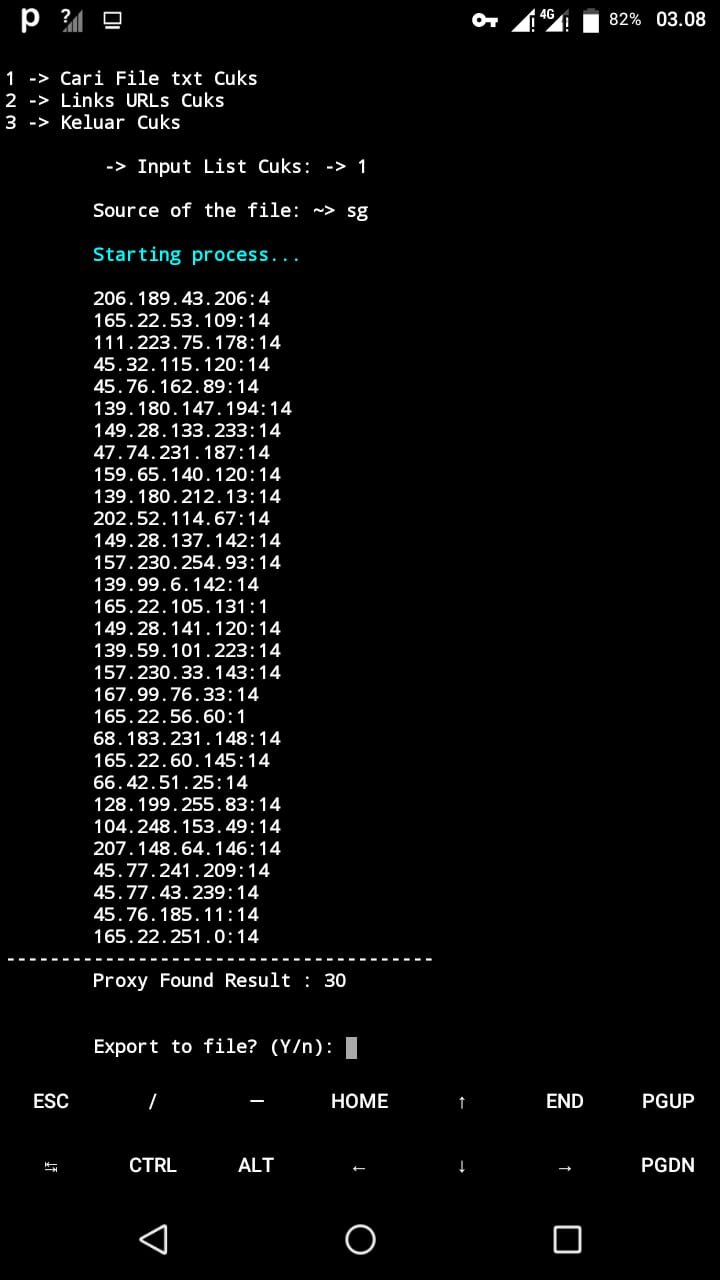 p ? 4G 82% 03.08
1 -> Cari File txt Cuks
2 -> Links URLs Cuks
3 -> Keluar Cuks
-> Input List Cuks: -> 1
Source of the file: ~> sg
Starting process...
206.189.43.206:4
165.22.53.109:14
111.223.75.178:14
45.32.115.120:14
45.76.162.89:14
139.180.147.194:14
149.28.133.233:14
47.74.231.187:14
159.65.140.120:14
139.180.212.13:14
202.52.114.67:14
149.28.137.142:14
157.230.254.93:14
139.99.6.142:14
165.22.105.131:1
149.28.141.120:14
139.59.101.223:14
157.230.33.143:14
167.99.76.33:14
165.22.56.60:1
68.183.231.148:14
165.22.60.145:14
66.42.51.25:14
128.199.255.83:14
104.248.153.49:14
207.148.64.146:14
45.77.241.209:14
45.77.43.239:14
45.76.185.11:14
165.22.251.0:14
---------------------------------------
Proxy Found Result : 30
Export to file? (Y/n):
ESC / — HOME ↑ END PGUP
↹ CTRL ALT ← ↓ → PGDN